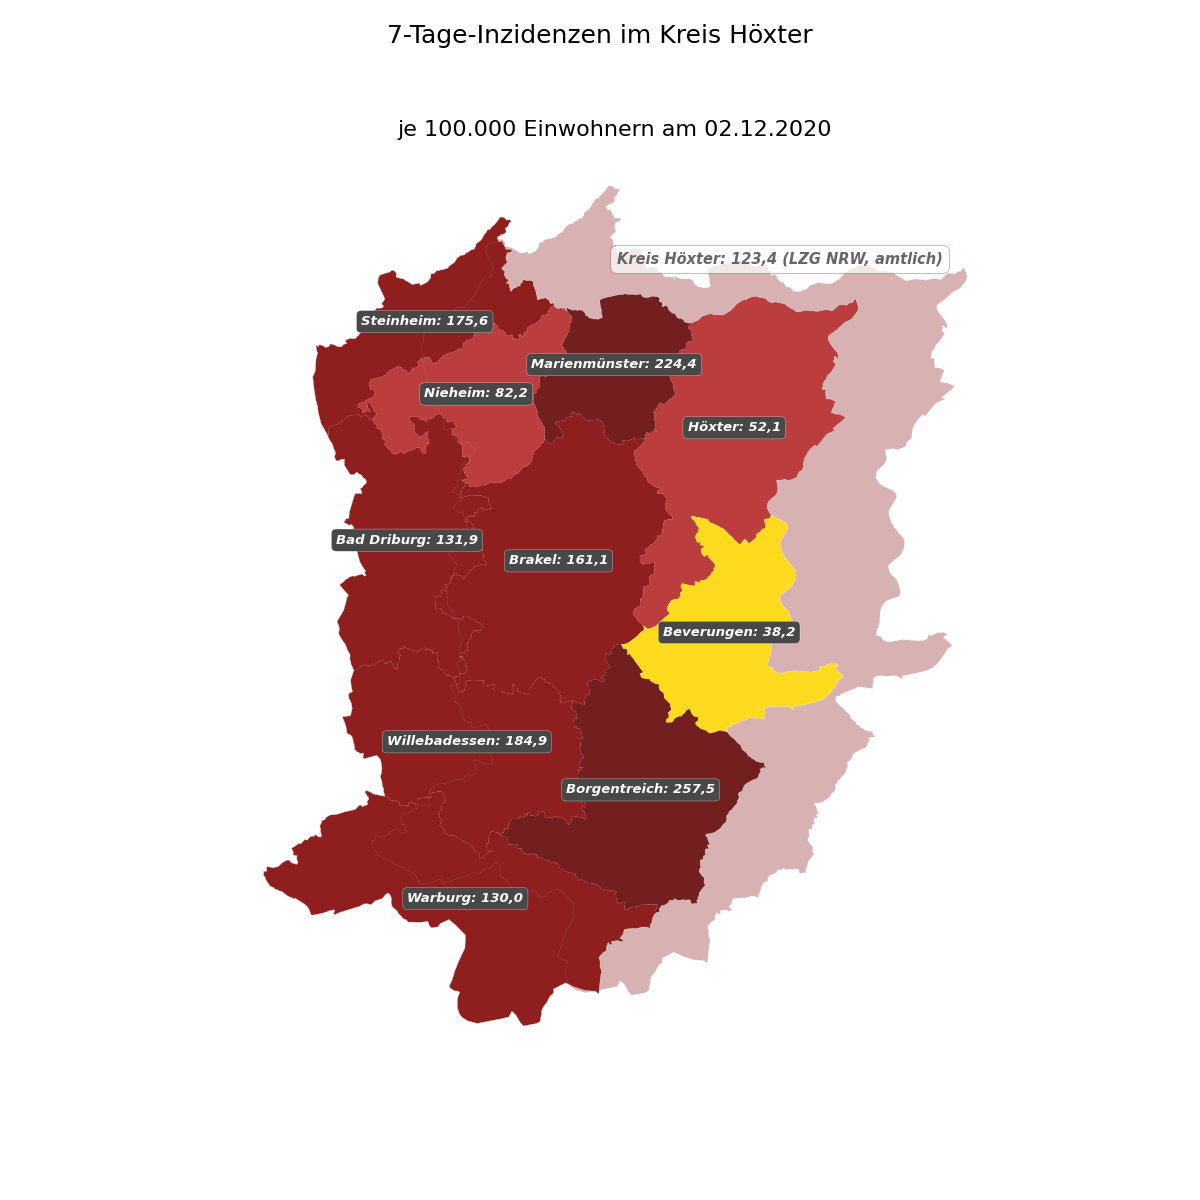 7-Tage-Inzidenzen im Kreis Höxter
je 100.000 Einwohnern am 02.12.2020
Kreis Höxter: 123,4 (LZG NRW, amtlich)
Steinheim: 175,6
Marienmünster: 224,4
Nieheim: 82,2
Höxter: 52,1
Bad Driburg: 131,9
Brakel: 161,1
Beverungen: 38,2
Willebadessen: 184,9
Borgentreich: 257,5
Warburg: 130,0